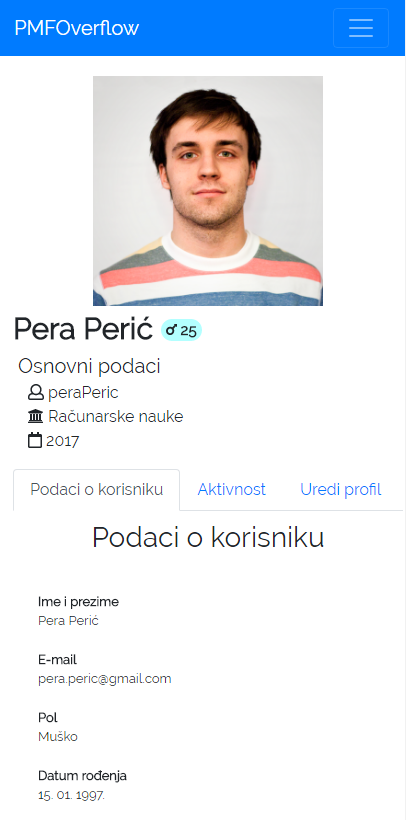 PMFOverflow
Pera Perić 25
Osnovni podaci
peraPeric
Računarske nauke
2017
Podaci o korisniku Aktivnost Uredi profil
Podaci o korisniku
Ime i prezime
Pera Perić
E-mail
pera.peric@gmail.com
Pol
Muško
Datum rođenja
15. 01. 1997.